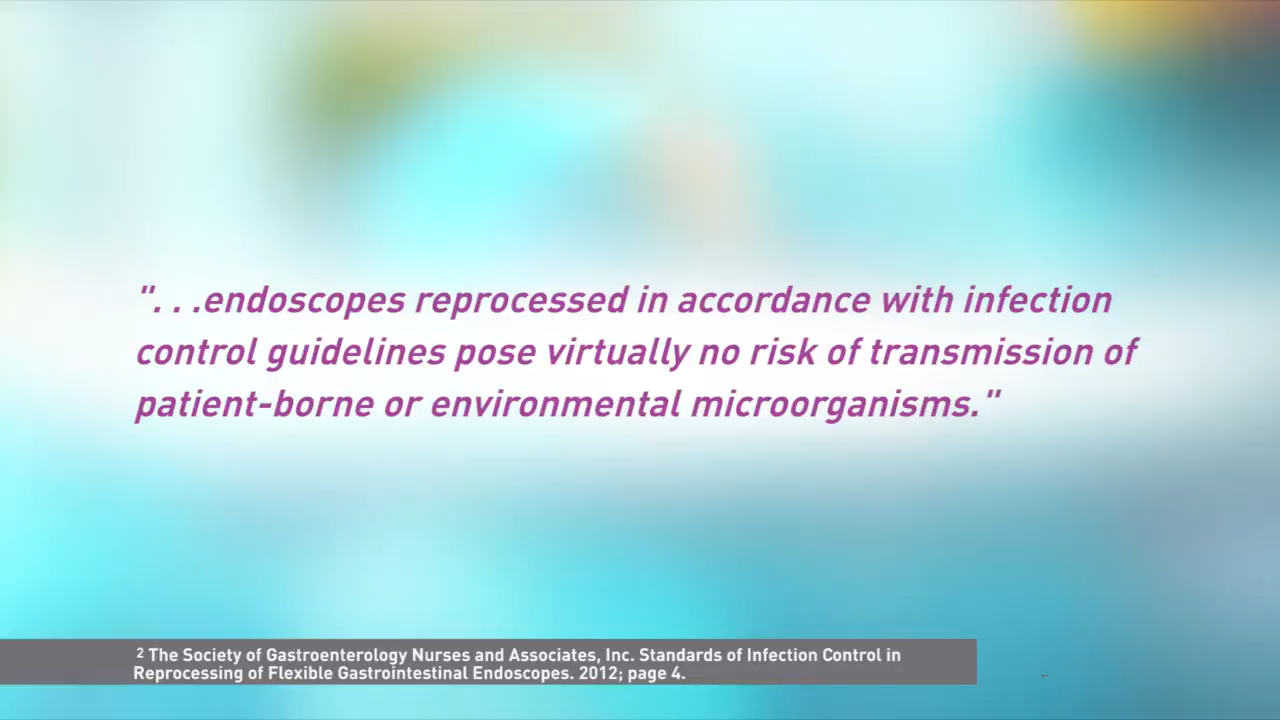 ". . .endoscopes reprocessed in accordance with infection
control guidelines pose virtually no risk of transmission of
patient-borne or environmental microorganisms."
2 The Society of Gastroenterology Nurses and Associates, Inc. Standards of Infection Control in
Reprocessing of Flexible Gastrointestinal Endoscopes. 2012; page 4.